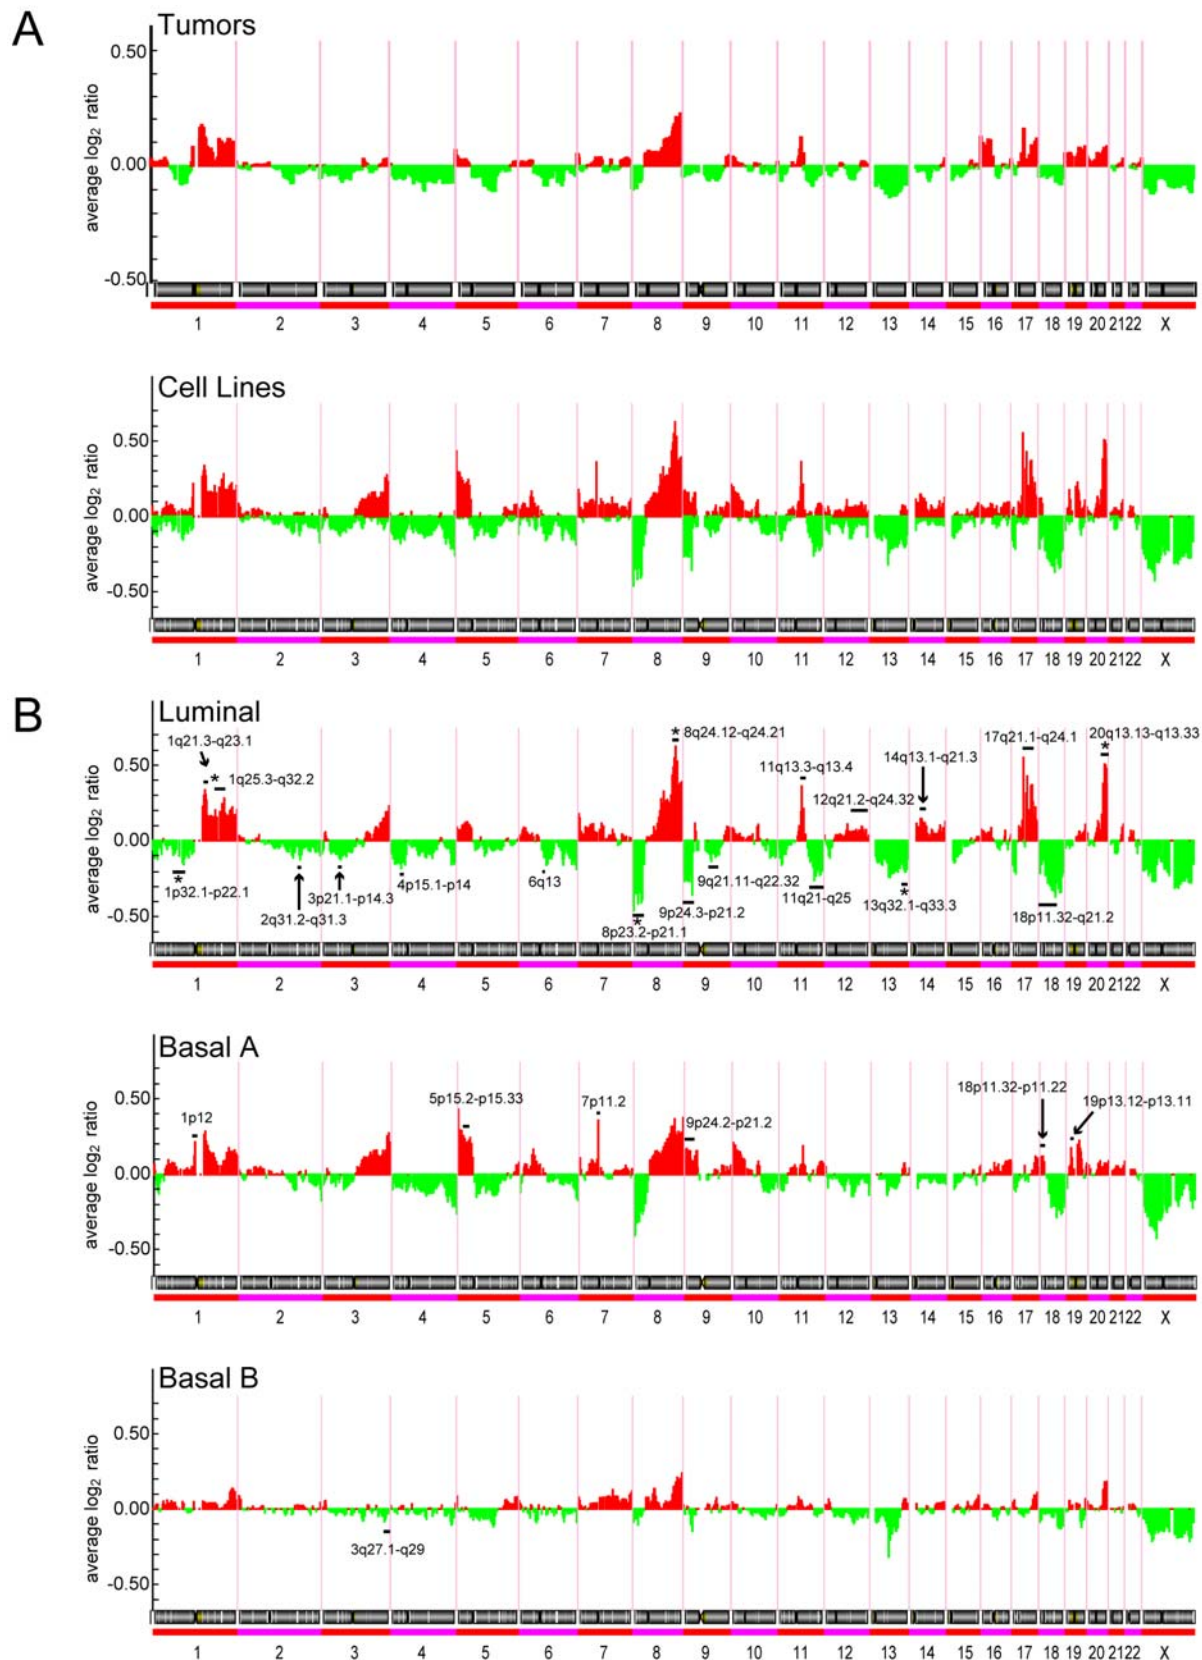 A
Tumors
0.50
0.00
-0.50
average log2 ratio
1 2 3 4 5 6 7 8 9 10 11 12 13 14 15 16 17 18 19 20 21 22 X
Cell Lines
0.50
0.00
-0.50
average log2 ratio
1 2 3 4 5 6 7 8 9 10 11 12 13 14 15 16 17 18 19 20 21 22 X
B
Luminal
1q21.3-q23.1
* 8q24.12-q24.21
17q21.1-q24.1
20q13.13-q13.33
*
14q13.1-q21.3
11q13.3-q13.4
* 1q25.3-q32.2
12q21.2-q24.32
0.50
0.00
-0.50
average log2 ratio
*
1p32.1-p22.1
2q31.2-q31.3
3p21.1-p14.3
4p15.1-p14
6q13
*
8p23.2-p21.1
9p24.3-p21.2
9q21.11-q22.32
11q21-q25
*
13q32.1-q33.3
18p11.32-q21.2
1 2 3 4 5 6 7 8 9 10 11 12 13 14 15 16 17 18 19 20 21 22 X
Basal A
1p12
5p15.2-p15.33
7p11.2
9p24.2-p21.2
18p11.32-p11.22
19p13.12-p13.11
0.50
0.00
-0.50
average log2 ratio
1 2 3 4 5 6 7 8 9 10 11 12 13 14 15 16 17 18 19 20 21 22 X
Basal B
0.50
0.00
-0.50
average log2 ratio
3q27.1-q29
1 2 3 4 5 6 7 8 9 10 11 12 13 14 15 16 17 18 19 20 21 22 X